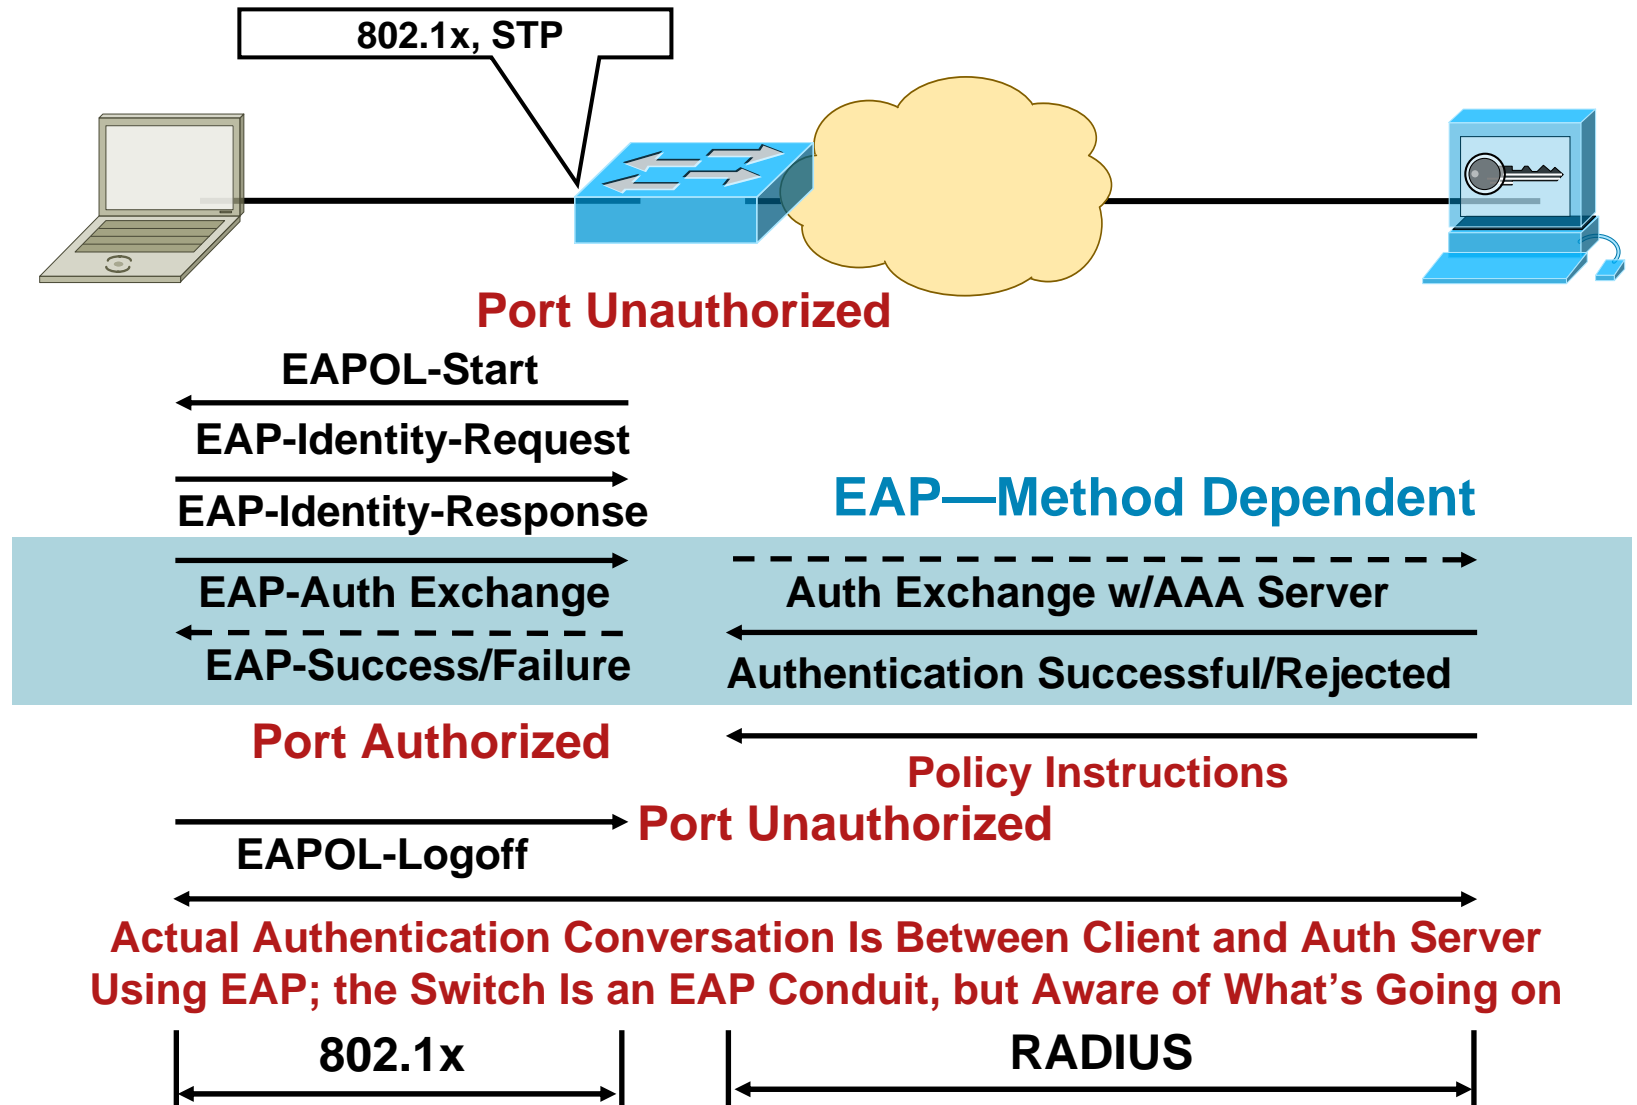 802.1x, STP
Port Unauthorized
EAPOL-Start
EAP-Identity-Request
EAP-Identity-Response
EAP—Method Dependent
EAP-Auth Exchange
Auth Exchange w/AAA Server
EAP-Success/Failure
Authentication Successful/Rejected
Port Authorized
Policy Instructions
Port Unauthorized
EAPOL-Logoff
Actual Authentication Conversation Is Between Client and Auth Server
Using EAP; the Switch Is an EAP Conduit, but Aware of What’s Going on
802.1x
RADIUS